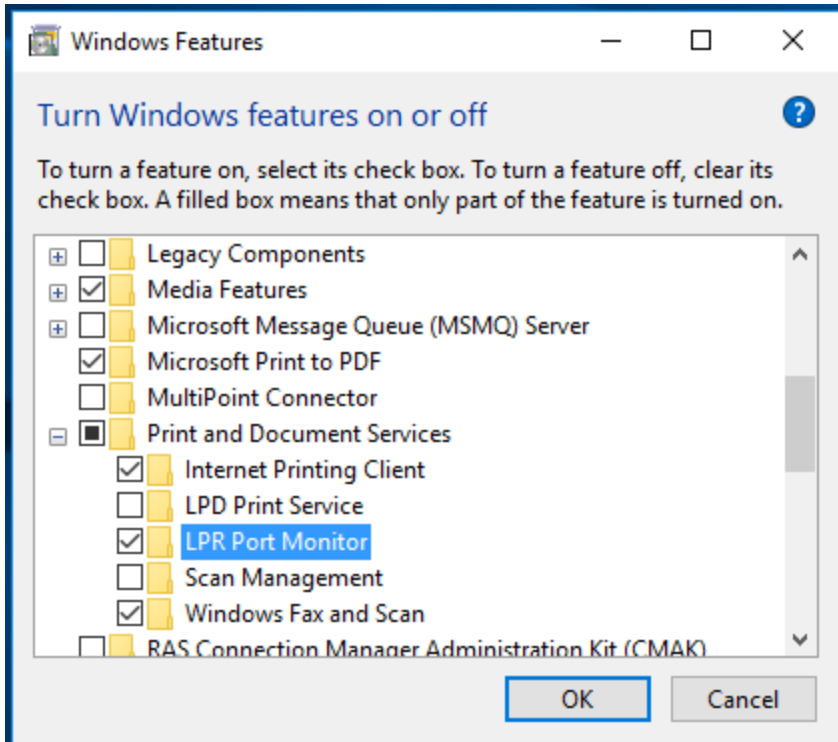 Windows Features
Turn Windows features on or off
?
To turn a feature on, select its check box. To turn a feature off, clear its
check box. A filled box means that only part of the feature is turned on.
Legacy Components
Media Features
Microsoft Message Queue (MSMQ) Server
Microsoft Print to PDF
MultiPoint Connector
Print and Document Services
Internet Printing Client
LPD Print Service
LPR Port Monitor
Scan Management
Windows Fax and Scan
RAS Connection Manager Administration Kit (CMAK)
OK
Cancel